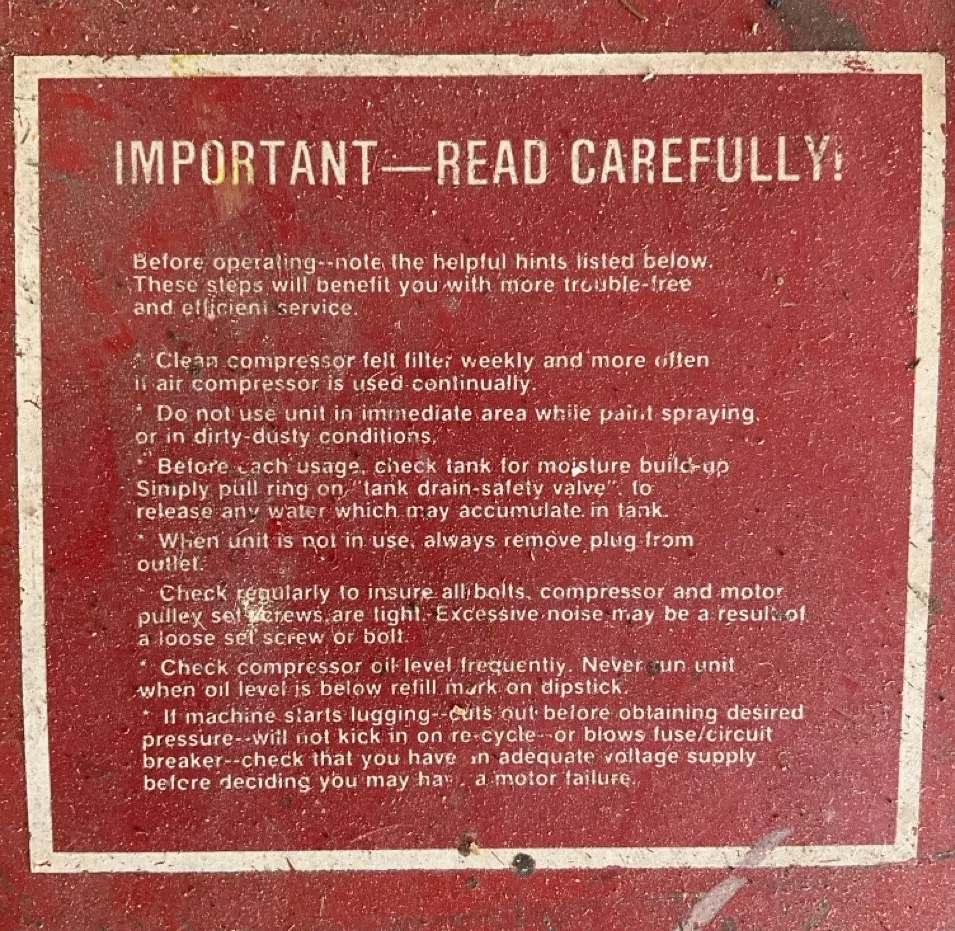 IMPORTANT—READ CAREFULLY!
Before operating--note the helpful hints listed below.
These steps will benefit you with more trouble-free
and efficient service.
* Clean compressor felt filter weekly and more often
if air compressor is used continually.
* Do not use unit in immediate area while paint spraying,
or in dirty-dusty conditions.
* Before each usage, check tank for moisture build-up
Simply pull ring on "tank drain-safety valve", to
release any water which may accumulate in tank.
* When unit is not in use, always remove plug from
outlet.
Check regularly to insure all bolts, compressor and motor
pulley set screws are tight. Excessive noise may be a result of
a loose set screw or bolt.
* Check compressor oil level frequently. Never run unit
when oil level is below refill mark on dipstick.
* If machine starts lugging--cuts out before obtaining desired
pressure--will not kick in on re-cycle--or blows fuse/circuit
breaker--check that you have an adequate voltage supply
before deciding you may have a motor failure.